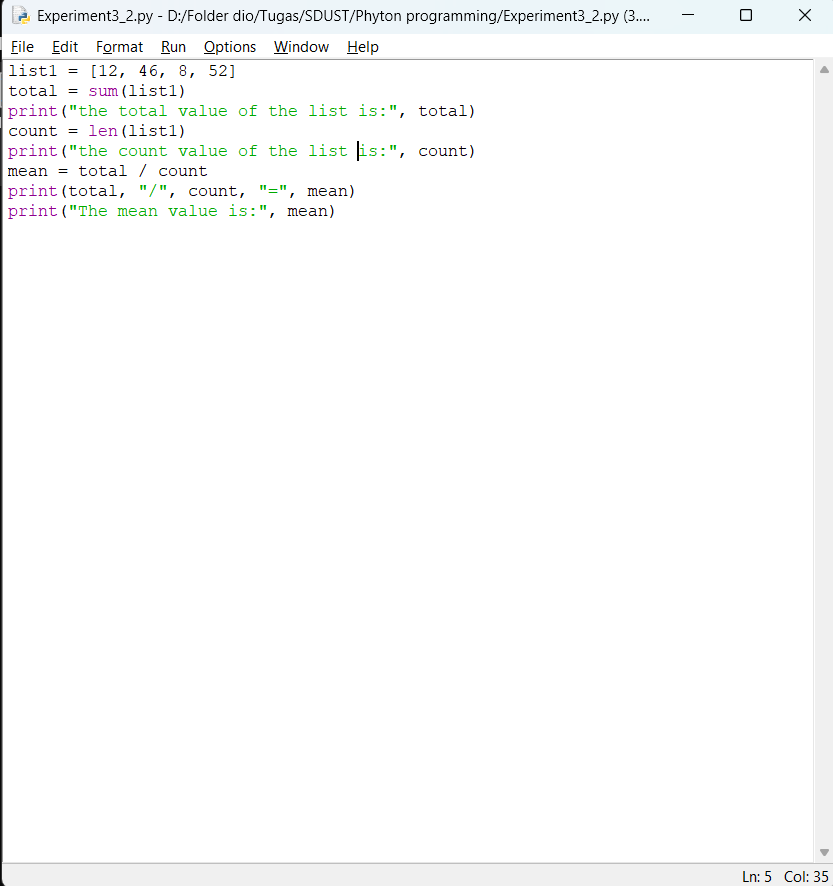 Experiment3_2.py - D:/Folder dio/Tugas/SDUST/Phyton programming/Experiment3_2.py (3....
File Edit Format Run Options Window Help
list1 = [12, 46, 8, 52]
total = sum(list1)
print("the total value of the list is:", total)
count = len(list1)
print("the count value of the list is:", count)
mean = total / count
print(total, "/", count, "=", mean)
print("The mean value is:", mean)
Ln: 5 Col: 35